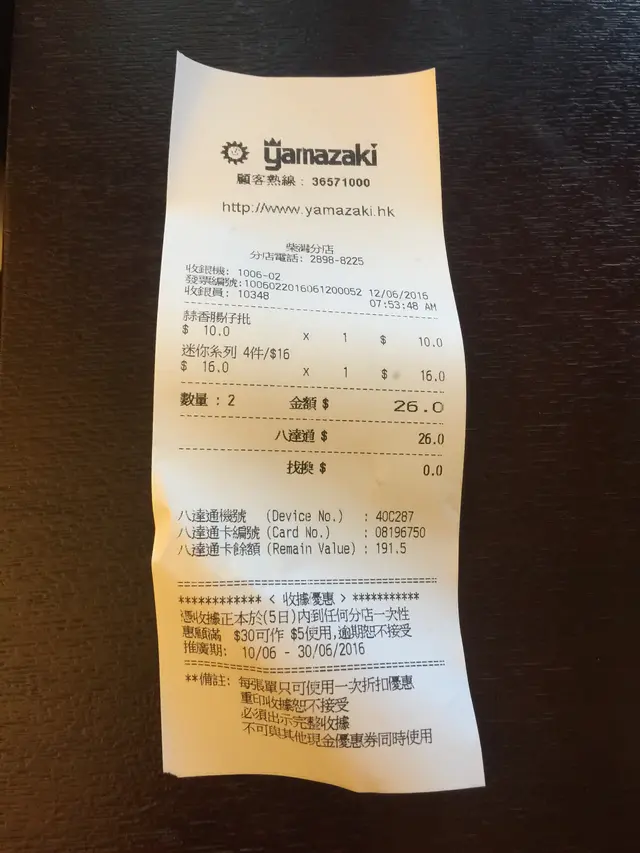 yamazaki
顧客熱線: 36571000
http://www.yamazaki.hk
柴灣分店
分店電話: 2898-8225
收銀機: 1006-02
發票編號:1006022016061200052 12/06/2016
收銀員: 10348 07:53:48 AM
蒜香腸仔批
$ 10.0 x 1 $ 10.0
迷你系列 4件/$16
$ 16.0 x 1 $ 16.0
數量 : 2 金額 $ 26.0
八達通 $ 26.0
找換 $ 0.0
八達通機號 (Device No.) : 40C287
八達通卡編號 (Card No.) : 08196750
八達通卡餘額 (Remain Value) : 191.5
************ < 收據優惠 > ***********
憑收據正本於(5日)內到任何分店一次性
惠顧滿 $30可作 $5使用,逾期恕不接受
推廣期: 10/06 - 30/06/2016
**備註: 每張單只可使用一次折扣優惠
重印收據恕不接受
必須出示完整收據
不可與其他現金優惠券同時使用